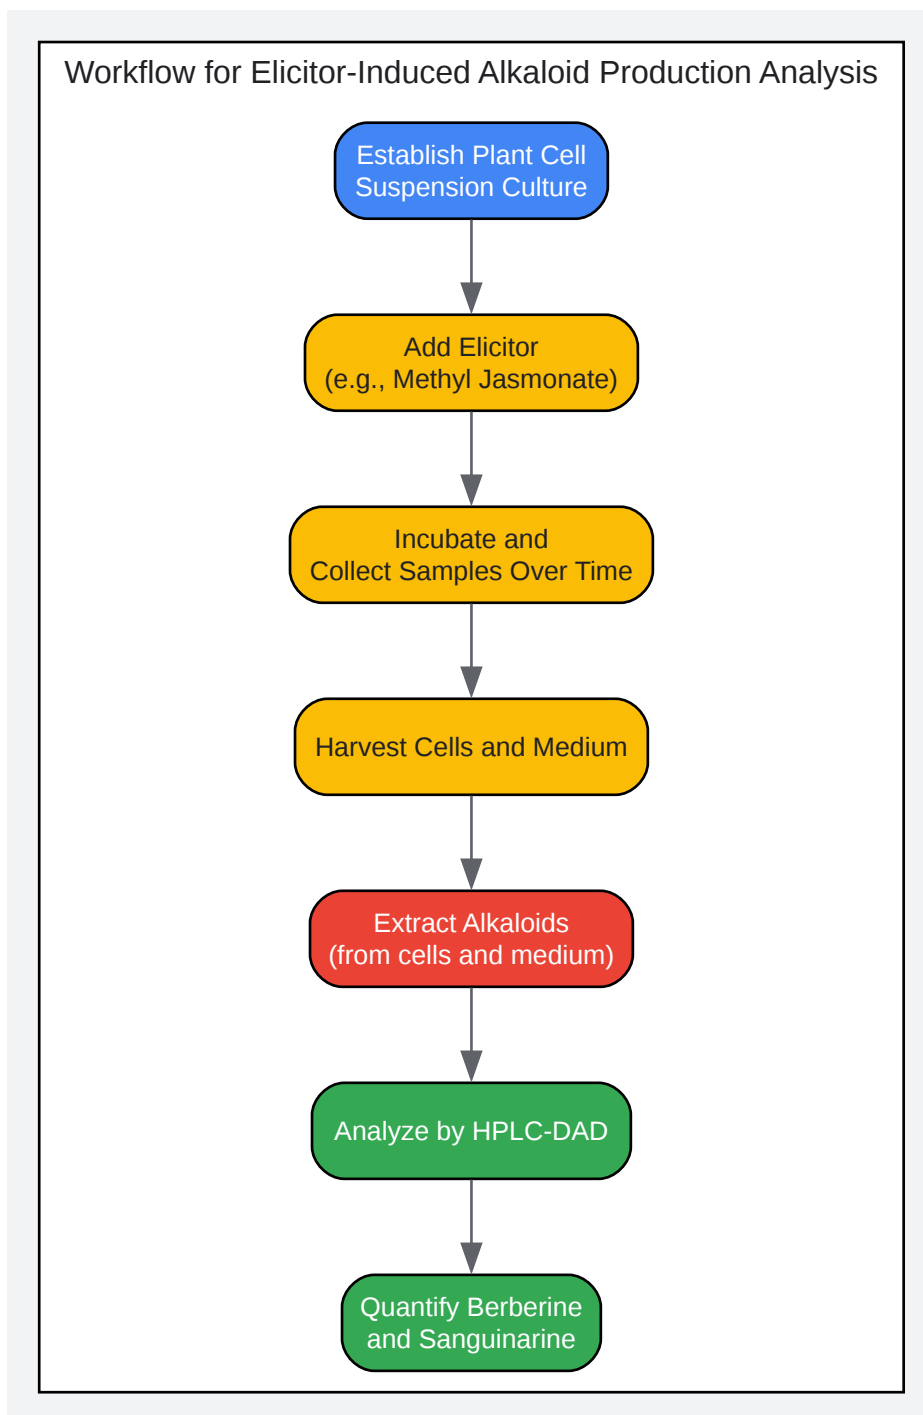 Workflow for Elicitor-Induced Alkaloid Production Analysis
Establish Plant Cell
Suspension Culture
Add Elicitor
(e.g., Methyl Jasmonate)
Incubate and
Collect Samples Over Time
Harvest Cells and Medium
Extract Alkaloids
(from cells and medium)
Analyze by HPLC-DAD
Quantify Berberine
and Sanguinarine